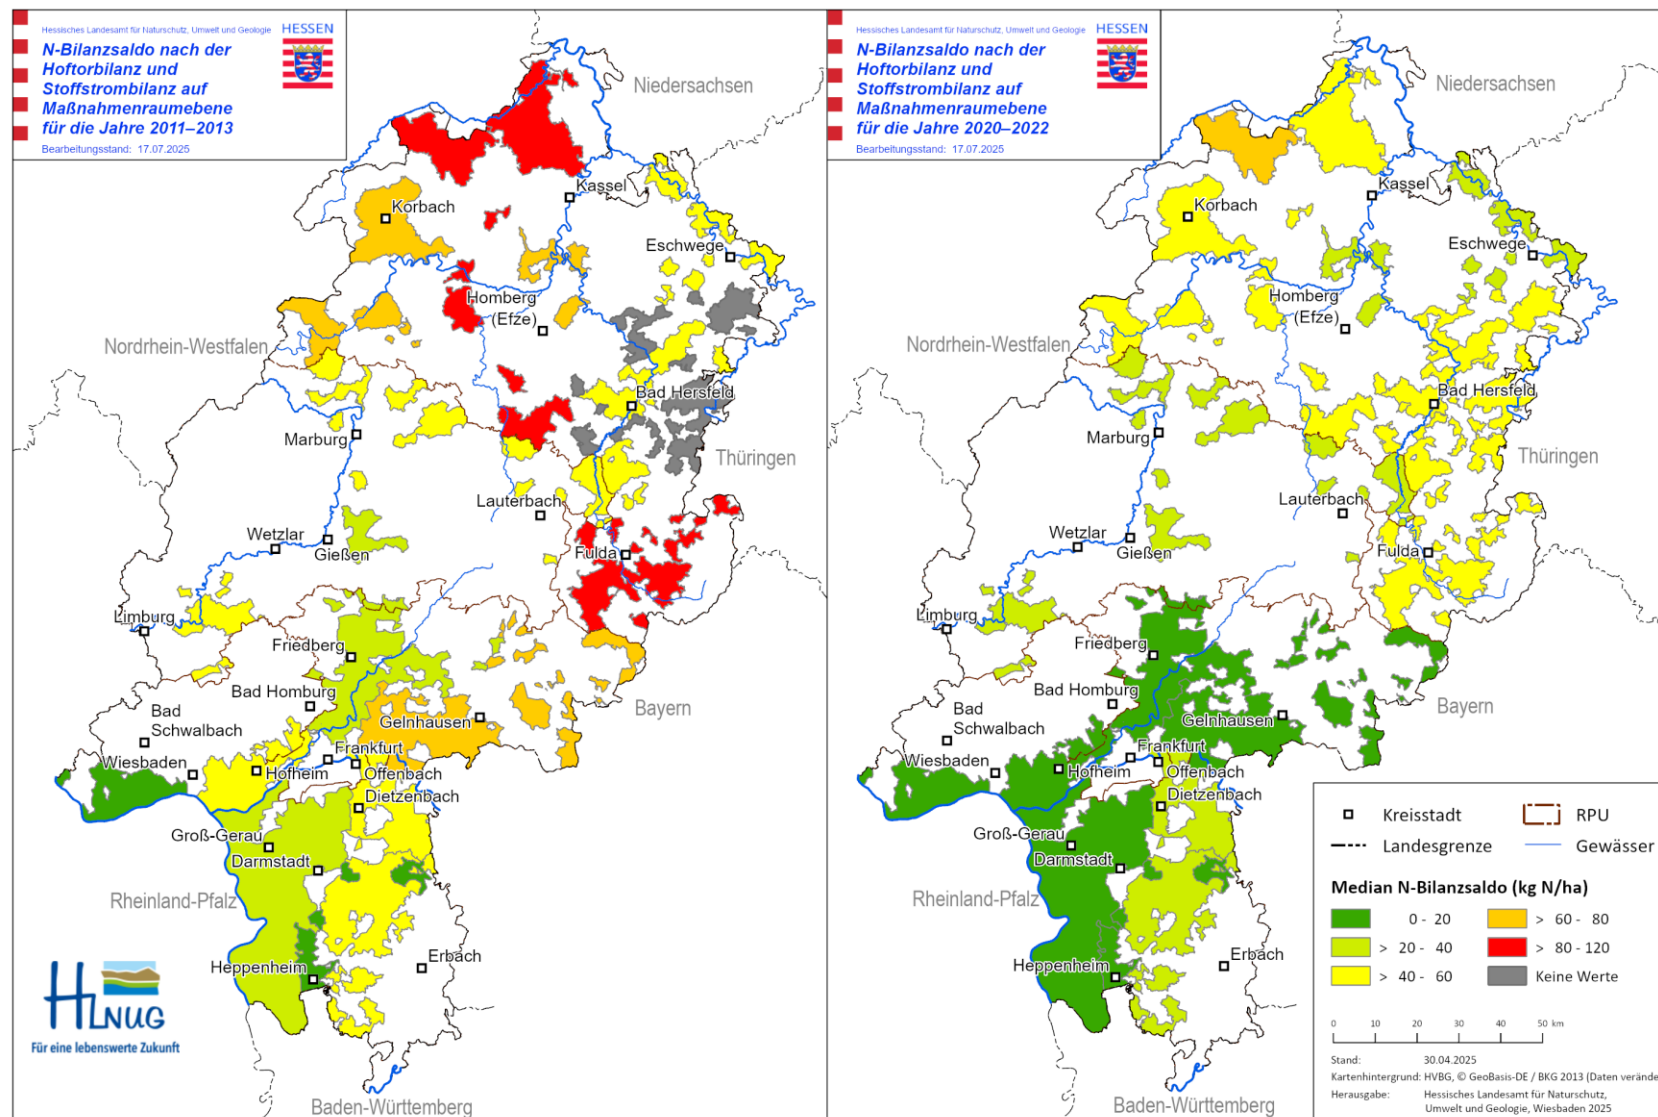 Hessisches Landesamt für Naturschutz, Umwelt und Geologie
HESSEN
N-Bilanzsaldo nach der
Hoftorbilanz und
Stoffstrombilanz auf
Maßnahmenraumebene
für die Jahre 2011–2013
Bearbeitungsstand: 17.07.2025
Niedersachsen
Kassel
Korbach
Eschwege
Homberg
(Efze)
Nordrhein-Westfalen
Bad Hersfeld
Marburg
Thüringen
Lauterbach
Wetzlar
Gießen
Fulda
Limburg
Friedberg
Bad Homburg
Bayern
Bad
Schwalbach
Gelnhausen
Wiesbaden
Frankfurt
Hofheim
Offenbach
Dietzenbach
Groß-Gerau
Darmstadt
Rheinland-Pfalz
Heppenheim
Erbach
HLNUG
Für eine lebenswerte Zukunft
Baden-Württemberg
Hessisches Landesamt für Naturschutz, Umwelt und Geologie
HESSEN
N-Bilanzsaldo nach der
Hoftorbilanz und
Stoffstrombilanz auf
Maßnahmenraumebene
für die Jahre 2020–2022
Bearbeitungsstand: 17.07.2025
Niedersachsen
Kassel
Korbach
Eschwege
Homberg
(Efze)
Nordrhein-Westfalen
Bad Hersfeld
Marburg
Thüringen
Lauterbach
Wetzlar
Gießen
Fulda
Limburg
Friedberg
Bad Homburg
Bayern
Bad
Schwalbach
Gelnhausen
Wiesbaden
Frankfurt
Hofheim
Offenbach
Dietzenbach
Groß-Gerau
Darmstadt
Rheinland-Pfalz
Heppenheim
Erbach
Baden-Württemberg
Kreisstadt
RPU
Landesgrenze
Gewässer
Median N-Bilanzsaldo (kg N/ha)
0 - 20
> 60 - 80
> 20 - 40
> 80 - 120
> 40 - 60
Keine Werte
0 10 20 30 40 50 km
Stand: 30.04.2025
Kartenhintergrund: HVBG, © GeoBasis-DE / BKG 2013 (Daten verände
Herausgabe: Hessisches Landesamt für Naturschutz,
Umwelt und Geologie, Wiesbaden 2025